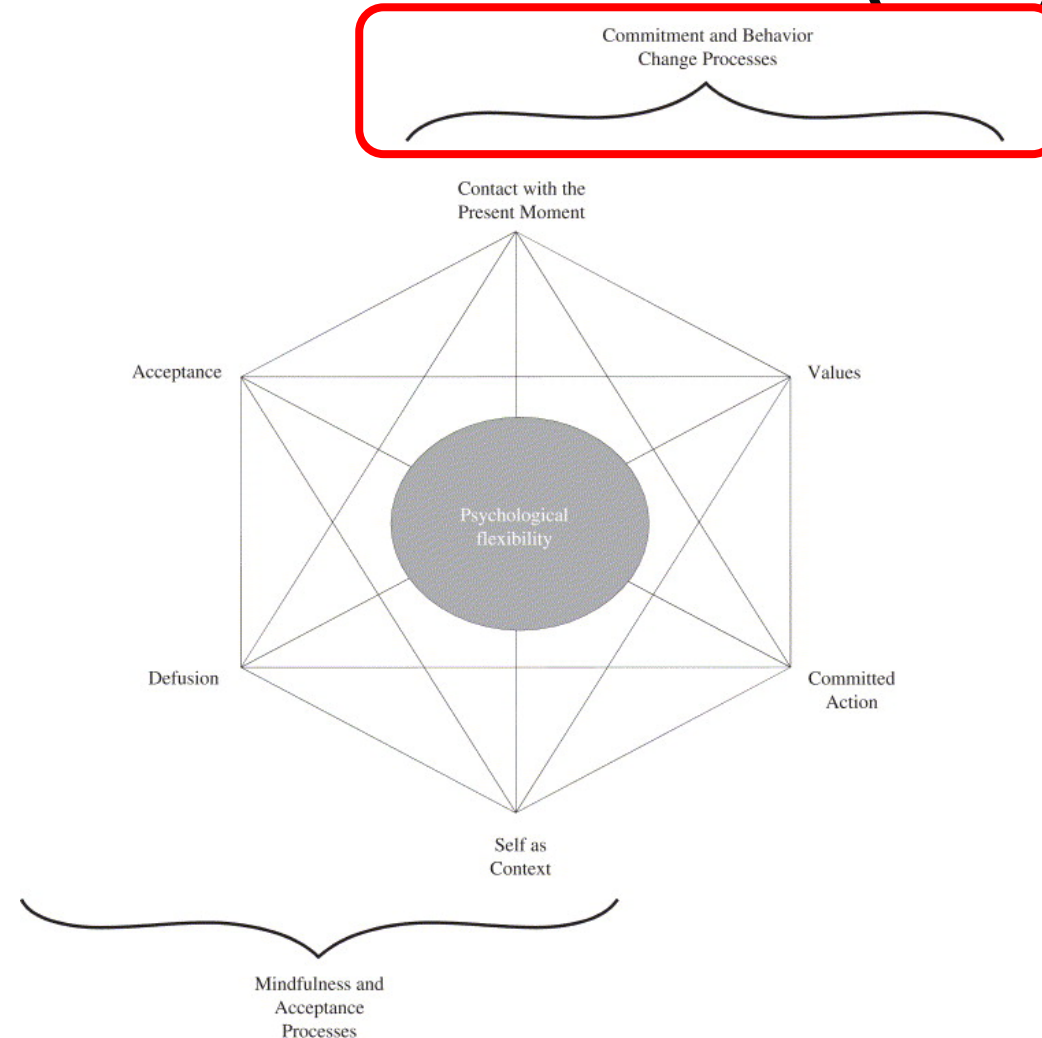 Commitment and Behavior
Change Processes
Contact with the
Present Moment
Acceptance
Values
Psychological
flexibility
Defusion
Committed
Action
Self as
Context
Mindfulness and
Acceptance
Processes